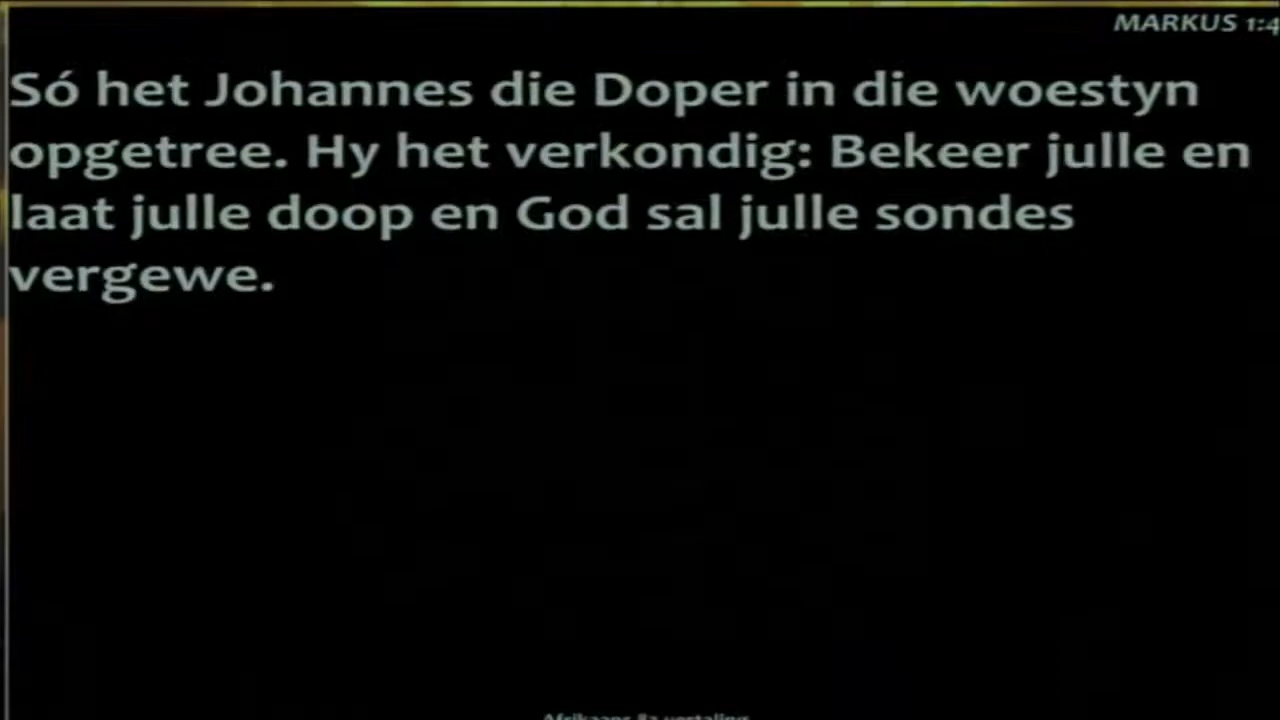 MARKUS 1:4
Só het Johannes die Doper in die woestyn
opgetree. Hy het verkondig: Bekeer julle en
laat julle doop en God sal julle sondes
vergewe.